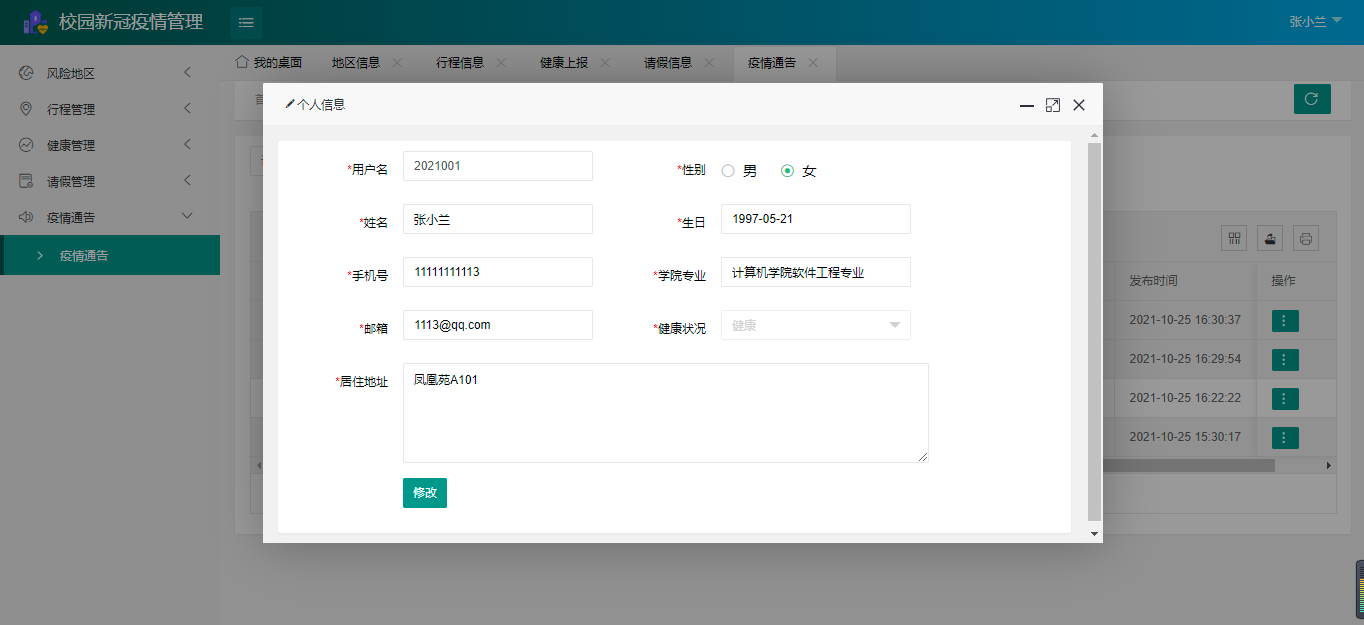 校园新冠疫情管理
张小兰
风险地区
行程管理
健康管理
请假管理
疫情通告
疫情通告
我的桌面 地区信息 行程信息 健康上报 请假信息 疫情通告
个人信息
*用户名 2021001 *性别 男 女
*姓名 张小兰 *生日 1997-05-21
*手机号 11111111113 *学院专业 计算机学院软件工程专业
*邮箱 1113@qq.com *健康状况 健康
*居住地址 凤凰苑A101
修改
发布时间 操作
2021-10-25 16:30:37
2021-10-25 16:29:54
2021-10-25 16:22:22
2021-10-25 15:30:17